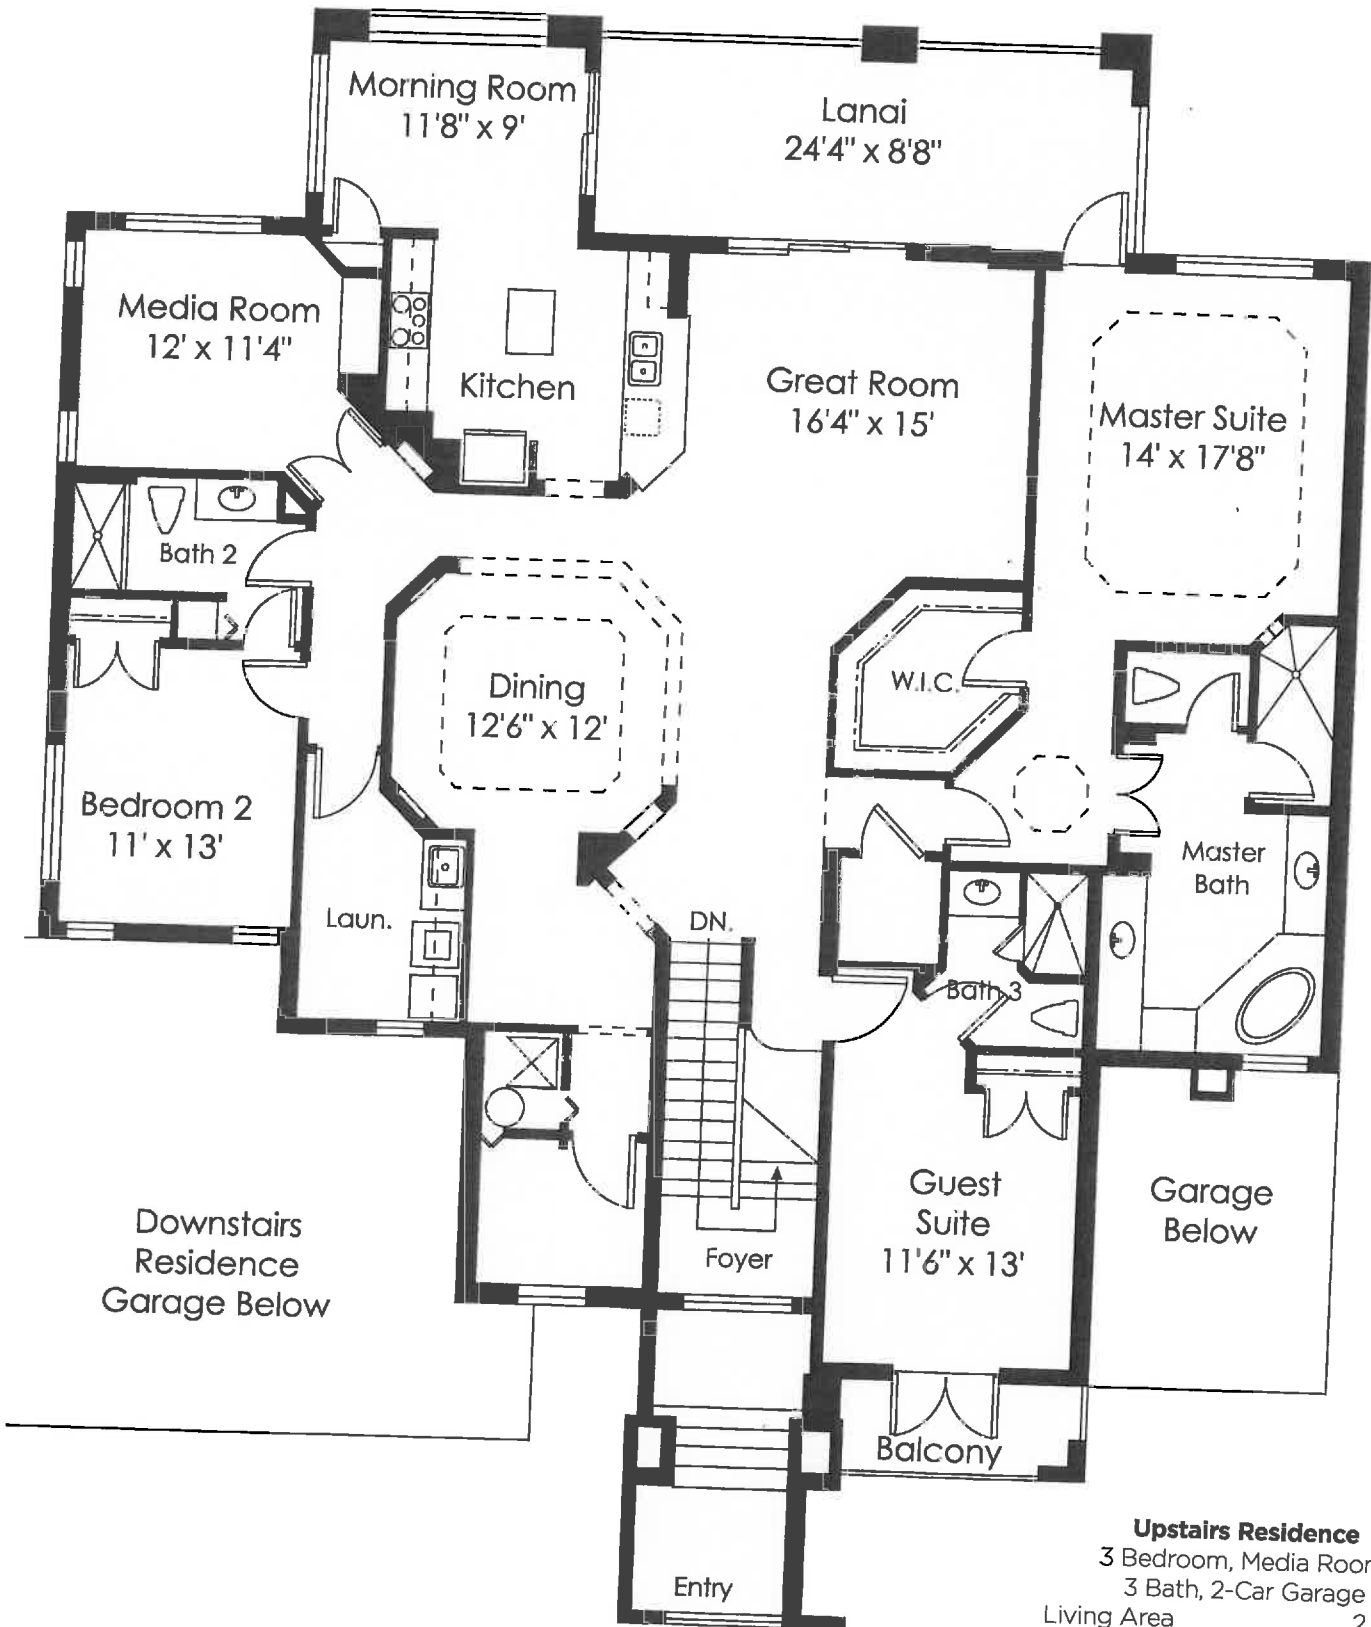 Morning Room
11'8" x 9'
Lanai
24'4" x 8'8"
Media Room
12' x 11'4"
Kitchen
Great Room
16'4" x 15'
Master Suite
14' x 17'8"
Bath 2
W.I.C.
Dining
12'6" x 12'
Bedroom 2
11' x 13'
Master
Bath
Laun.
DN.
Bath 3
Guest
Suite
11'6" x 13'
Garage
Below
Downstairs
Residence
Garage Below
Foyer
Balcony
Entry
Upstairs Residence
3 Bedroom, Media Roo
3 Bath, 2-Car Garage
Living Area 2